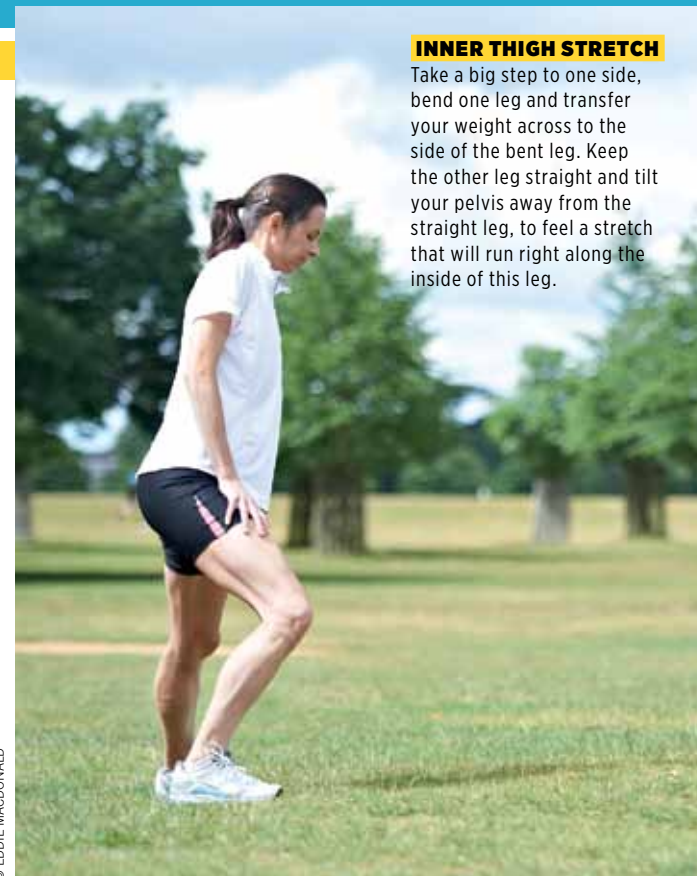 INNER THIGH STRETCH
Take a big step to one side,
bend one leg and transfer
your weight across to the
side of the bent leg. Keep
the other leg straight and tilt
your pelvis away from the
straight leg, to feel a stretch
that will run right along the
inside of this leg.
EDDIE MACDONALD